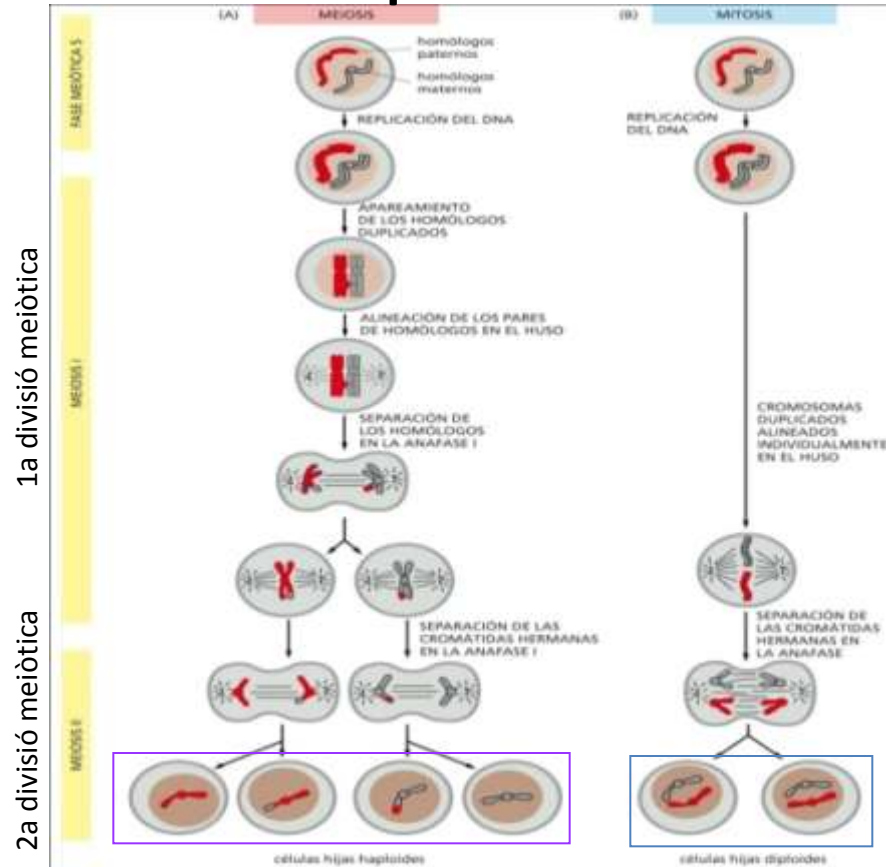 (A) MEIOSIS
(B) MITOSIS
FASE MEIÒTICA S
homólogos
paternos
homólogos
maternos
REPLICACIÓN DEL DNA
REPLICACIÓN
DEL DNA
1a divisió meiòtica
MEIOSIS I
APAREAMIENTO
DE LOS HOMÓLOGOS
DUPLICADOS
ALINEACIÓN DE LOS PARES
DE HOMÓLOGOS EN EL HUSO
SEPARACIÓN DE
LOS HOMÓLOGOS
EN LA ANAFASE I
CROMOSOMAS
DUPLICADOS
ALINEADOS
INDIVIDUALMENTE
EN EL HUSO
SEPARACIÓN DE LAS
CROMÁTIDAS HERMANAS
EN LA ANAFASE I
SEPARACIÓN DE
LAS CROMÁTIDAS
HERMANAS EN
LA ANAFASE
2a divisió meiòtica
MEIOSIS II
células hijas haploides
células hijas diploides